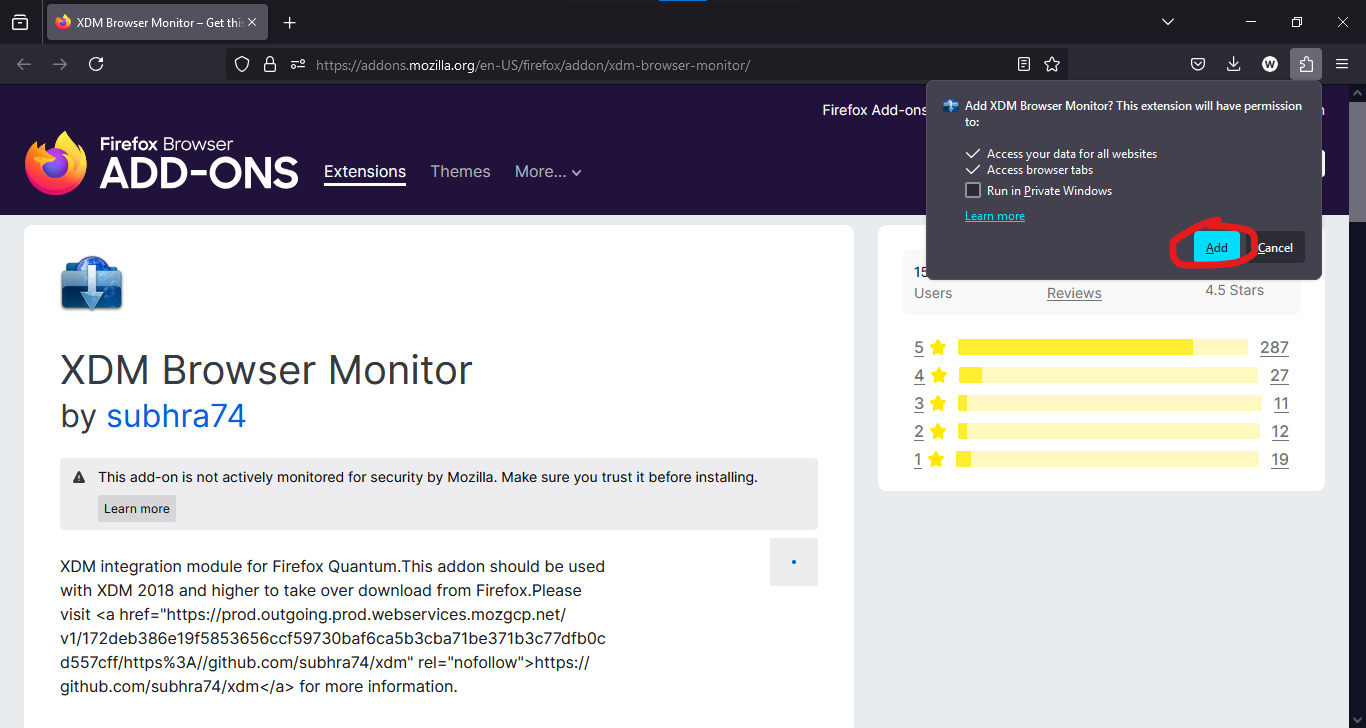 XDM Browser Monitor – Get this
https://addons.mozilla.org/en-US/firefox/addon/xdm-browser-monitor/
W
Firefox Add-ons
Add XDM Browser Monitor? This extension will have permission
to:
Access your data for all websites
Access browser tabs
Run in Private Windows
Learn more
Add
Cancel
Firefox Browser
ADD-ONS
Extensions
Themes
More...
Users
Reviews
4.5 Stars
5
287
4
27
3
11
2
12
1
19
XDM Browser Monitor
by subhra74
This add-on is not actively monitored for security by Mozilla. Make sure you trust it before installing.
Learn more
XDM integration module for Firefox Quantum.This addon should be used
with XDM 2018 and higher to take over download from Firefox.Please
visit <a href="https://prod.outgoing.prod.webservices.mozgcp.net/
v1/172deb386e19f5853656ccf59730baf6ca5b3cba71be371b3c77dfb0c
d557cff/https%3A//github.com/subhra74/xdm" rel="nofollow">https://
github.com/subhra74/xdm</a> for more information.